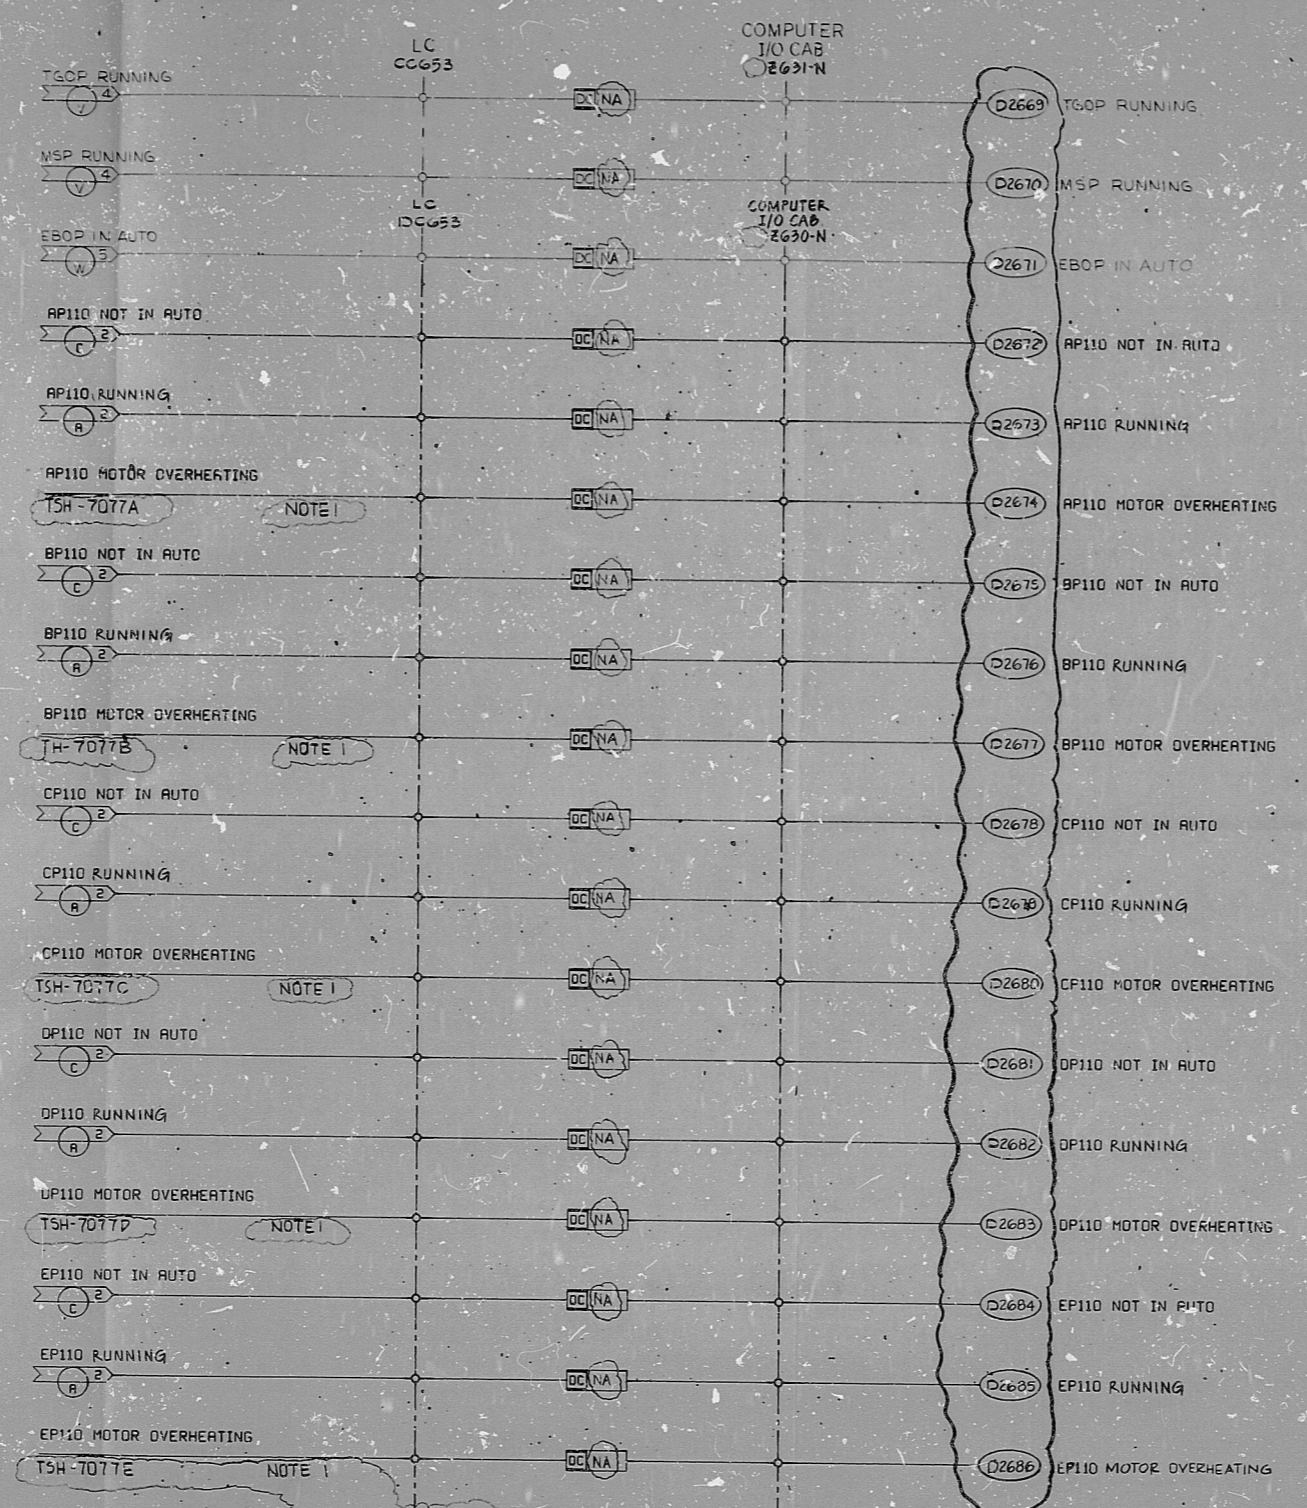 LC
CC653
COMPUTER
I/O CAB
Z631-N
TGOP RUNNING
4
V
DC NA
D2669 TGOP RUNNING
MSP RUNNING
4
V
DC NA
D2670 MSP RUNNING
LC
DC653
COMPUTER
I/O CAB
Z630-N
EBOP IN AUTO
5
W
DC NA
D2671 EBOP IN AUTO
AP110 NOT IN AUTO
2
C
DC NA
D2672 AP110 NOT IN AUTO
AP110 RUNNING
2
A
DC NA
D2673 AP110 RUNNING
AP110 MOTOR OVERHEATING
TSH-7077A NOTE 1
DC NA
D2674 AP110 MOTOR OVERHEATING
BP110 NOT IN AUTO
2
C
DC NA
D2675 BP110 NOT IN AUTO
BP110 RUNNING
2
A
DC NA
D2676 BP110 RUNNING
BP110 MOTOR OVERHEATING
TH-7077B NOTE 1
DC NA
D2677 BP110 MOTOR OVERHEATING
CP110 NOT IN AUTO
2
C
DC NA
D2678 CP110 NOT IN AUTO
CP110 RUNNING
2
A
DC NA
D2679 CP110 RUNNING
CP110 MOTOR OVERHEATING
TSH-7077C NOTE 1
DC NA
D2680 CP110 MOTOR OVERHEATING
DP110 NOT IN AUTO
2
C
DC NA
D2681 DP110 NOT IN AUTO
DP110 RUNNING
2
A
DC NA
D2682 DP110 RUNNING
DP110 MOTOR OVERHEATING
TSH-7077D NOTE 1
DC NA
D2683 DP110 MOTOR OVERHEATING
EP110 NOT IN AUTO
2
C
DC NA
D2684 EP110 NOT IN AUTO
EP110 RUNNING
2
A
DC NA
D2685 EP110 RUNNING
EP110 MOTOR OVERHEATING
TSH-7077E NOTE 1
DC NA
D2686 EP110 MOTOR OVERHEATING